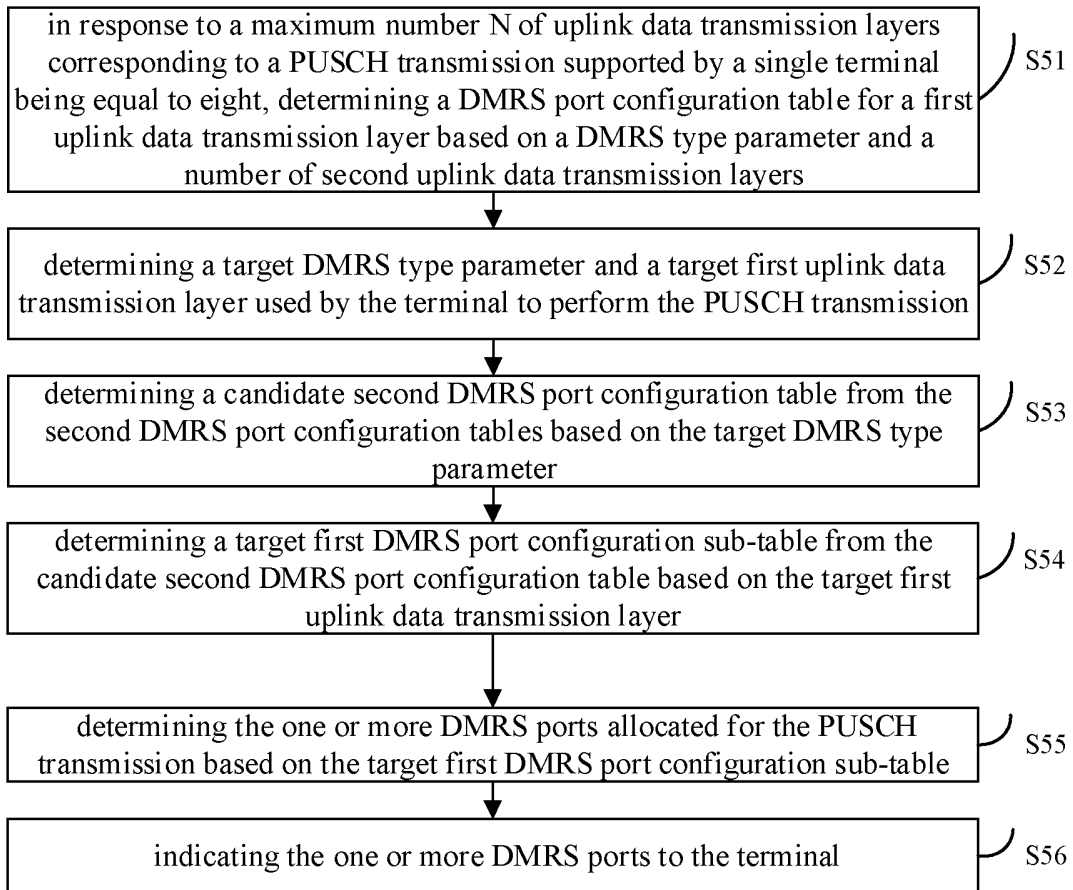 in response to a maximum number N of uplink data transmission layers
corresponding to a PUSCH transmission supported by a single terminal
being equal to eight, determining a DMRS port configuration table for a first
uplink data transmission layer based on a DMRS type parameter and a
number of second uplink data transmission layers
S51
determining a target DMRS type parameter and a target first uplink data
transmission layer used by the terminal to perform the PUSCH transmission
S52
determining a candidate second DMRS port configuration table from the
second DMRS port configuration tables based on the target DMRS type
parameter
S53
determining a target first DMRS port configuration sub-table from the
candidate second DMRS port configuration table based on the target first
uplink data transmission layer
S54
determining the one or more DMRS ports allocated for the PUSCH
transmission based on the target first DMRS port configuration sub-table
S55
indicating the one or more DMRS ports to the terminal
S56